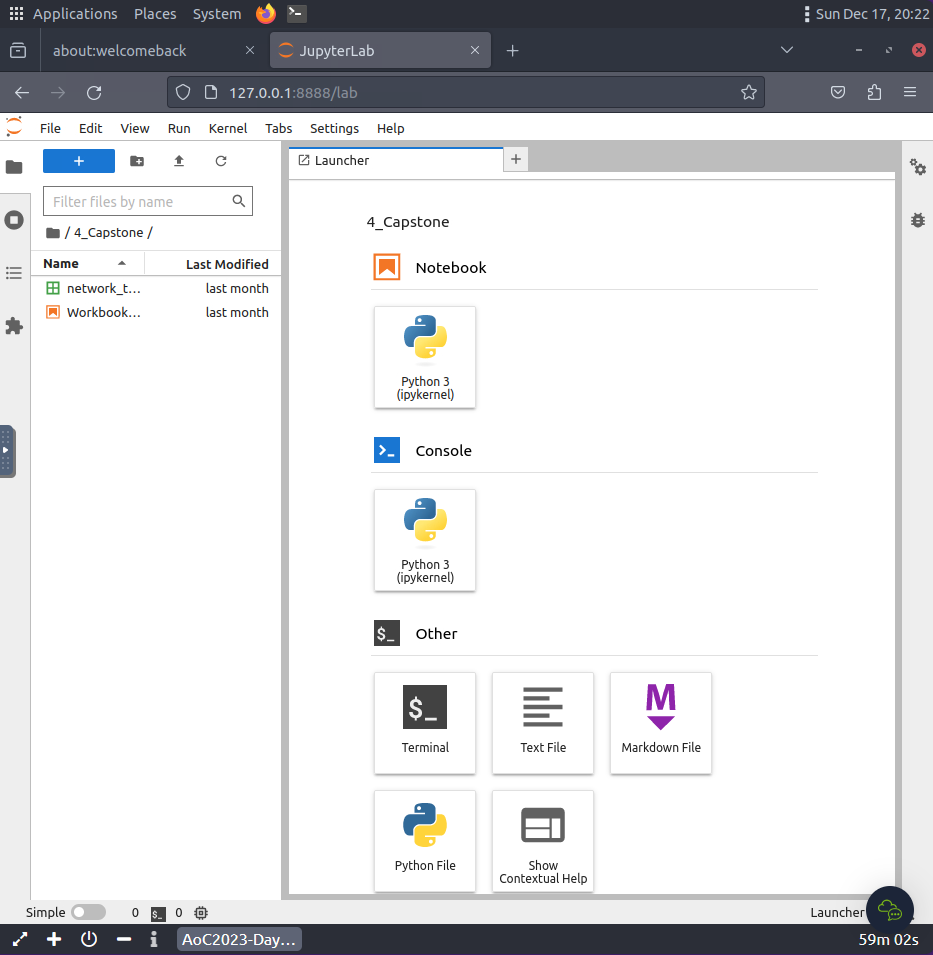 Applications Places System Sun Dec 17, 20:22
about:welcomeback JupyterLab
127.0.0.1:8888/lab
File Edit View Run Kernel Tabs Settings Help
Launcher
Filter files by name
/ 4_Capstone /
Name Last Modified
network_t... last month
Workbook... last month
4_Capstone
Notebook
Python 3
(ipykernel)
Console
Python 3
(ipykernel)
$_ Other
$_
Terminal
Text File
M
Markdown File
Python File
Show
Contextual Help
Simple 0 $_ 0 Launcher
AoC2023-Day... 59m 02s